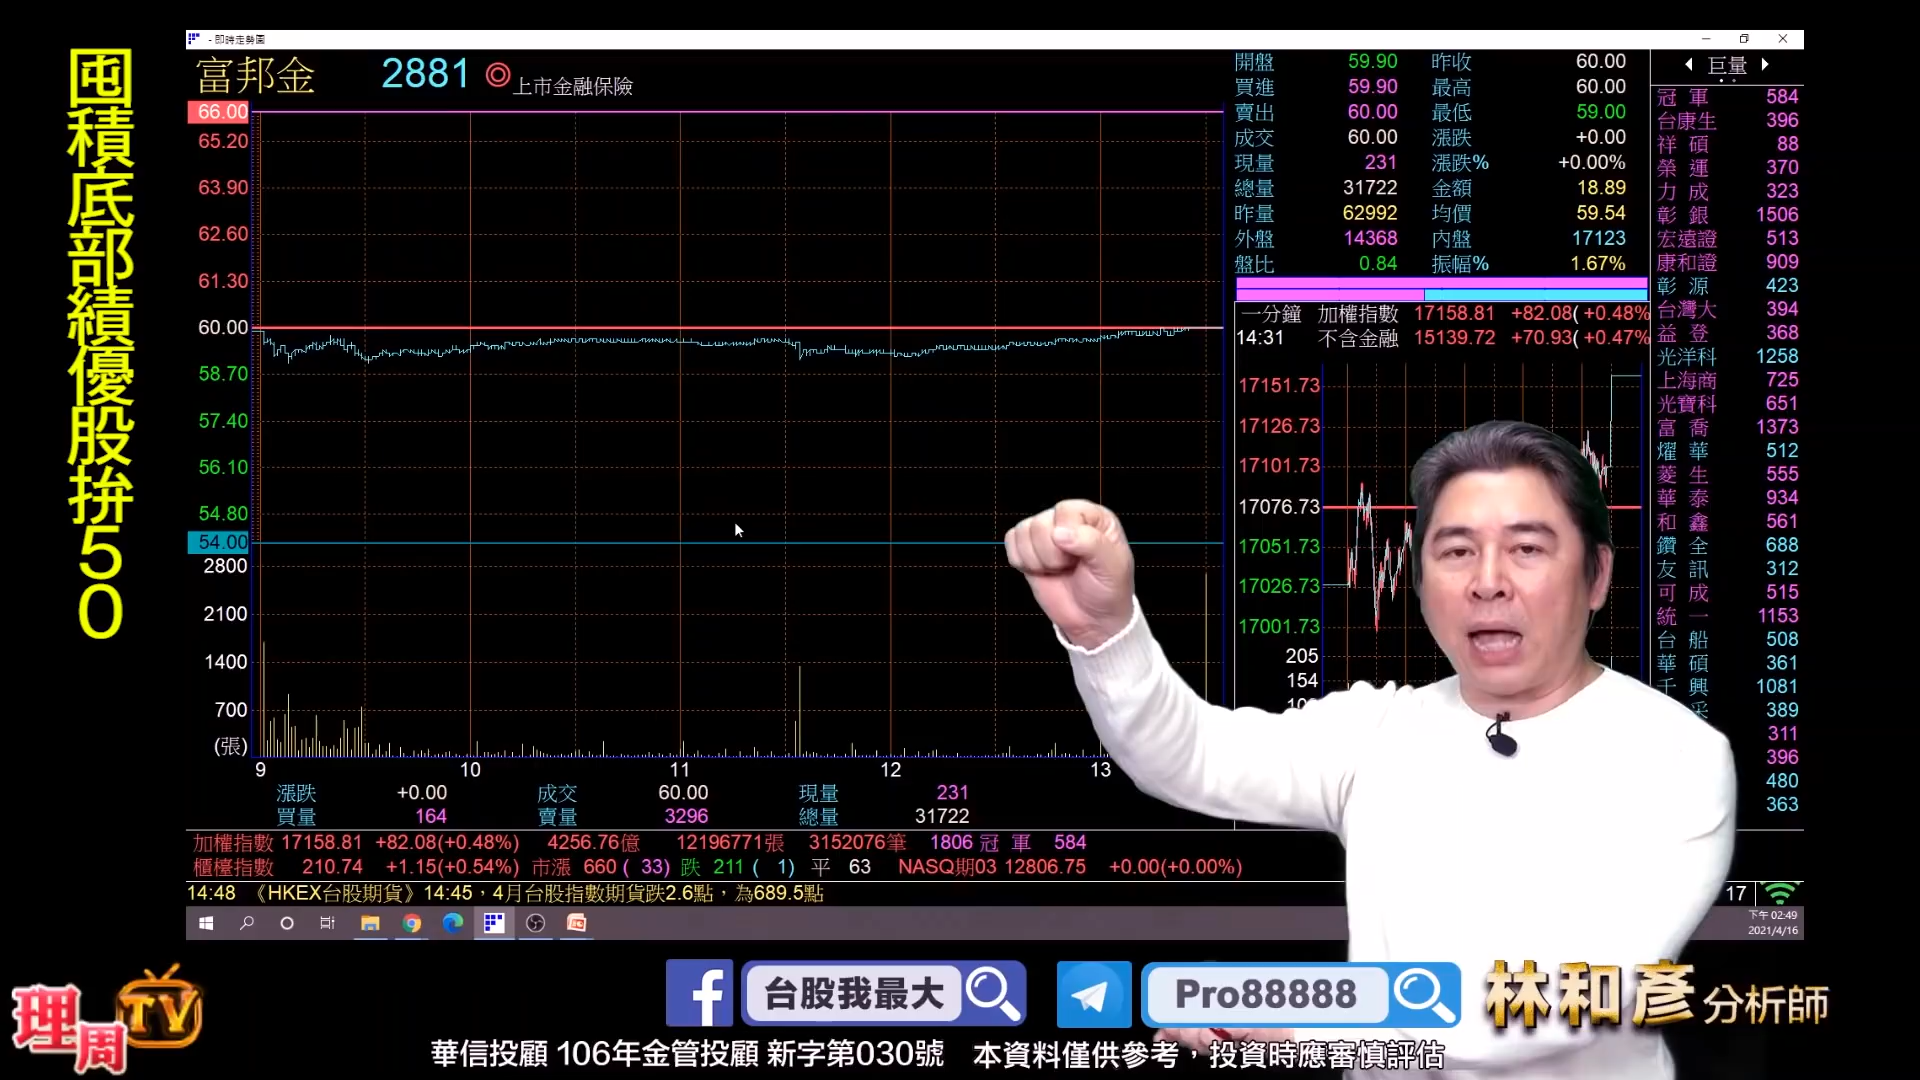 囤積底部績優股拚50
- 即時走勢圖
富邦金 2881 ◎上市金融保險
66.00
65.20
63.90
62.60
61.30
60.00
58.70
57.40
56.10
54.80
54.00
2800
2100
1400
700
(張)
9 10 11 12 13
漲跌 +0.00 成交 60.00 現量 231
買量 164 賣量 3296 總量 31722
開盤 59.90 昨收 60.00
買進 59.90 最高 60.00
賣出 60.00 最低 59.00
成交 60.00 漲跌 +0.00
現量 231 漲跌% +0.00%
總量 31722 金額 18.89
昨量 62992 均價 59.54
外盤 14368 內盤 17123
盤比 0.84 振幅% 1.67%
一分鐘 加權指數 17158.81 +82.08( +0.48%
14:31 不含金融 15139.72 +70.93( +0.47%
17151.73
17126.73
17101.73
17076.73
17051.73
17026.73
17001.73
205
154
巨量
冠軍 584
台康生 396
祥碩 88
榮運 370
力成 323
彰銀 1506
宏遠證 513
康和證 909
彰源 423
台灣大 394
益登 368
光洋科 1258
上海商 725
光寶科 651
富喬 1373
燿華 512
菱生 555
華泰 934
和鑫 561
鑽全 688
友訊 312
可成 515
統一 1153
台船 508
華碩 361
千興 1081
采 389
311
396
480
363
加權指數 17158.81 +82.08(+0.48%) 4256.76億 12196771張 3152076筆 1806 冠軍 584
櫃檯指數 210.74 +1.15(+0.54%) 市漲 660 ( 33) 跌 211 ( 1) 平 63 NASQ期03 12806.75 +0.00(+0.00%)
14:48 《HKEX台股期貨》14:45，4月台股指數期貨跌2.6點，為689.5點
17
下午 02:49
2021/4/16
理周TV
f 台股我最大
Pro88888
林和彥分析師
華信投顧 106年金管投顧 新字第030號 本資料僅供參考，投資時應審慎評估